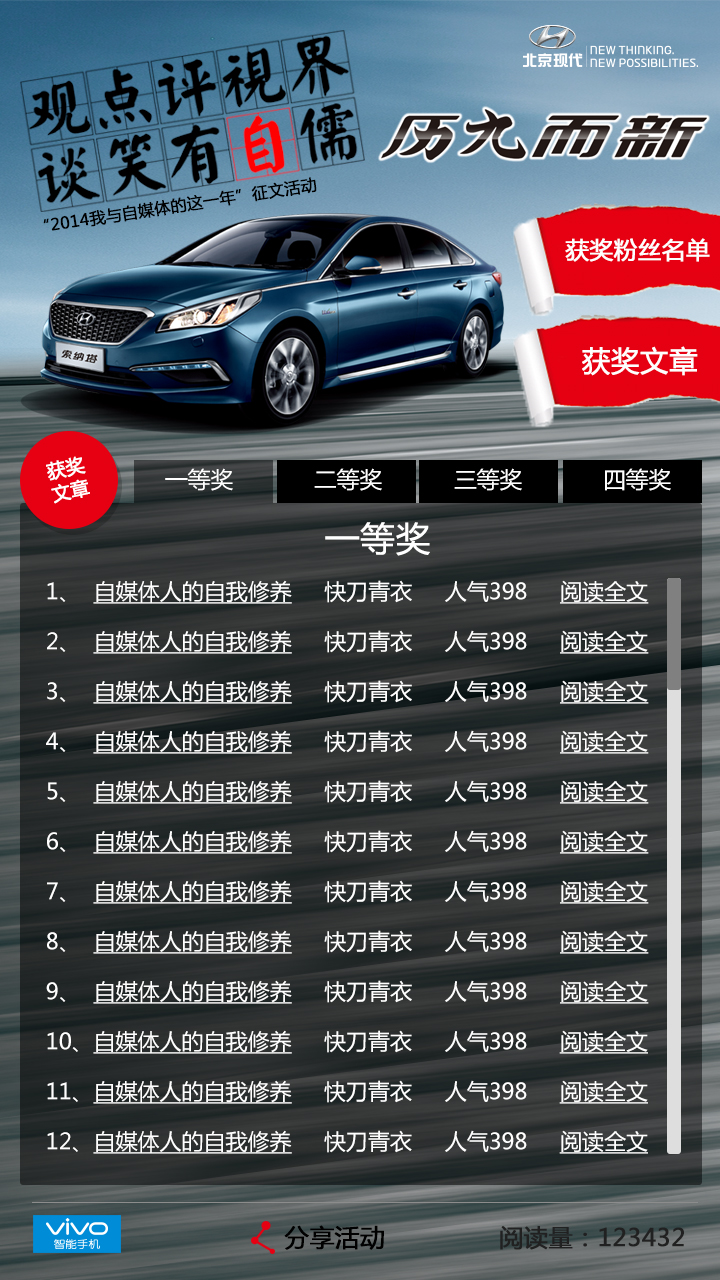 北京现代
NEW THINKING.
NEW POSSIBILITIES.
观点评視界
谈笑有自儒
“2014我与自媒体的这一年”征文活动
历九而新
获奖粉丝名单
获奖文章
索纳塔
获奖
文章
一等奖 二等奖 三等奖 四等奖
一等奖
1、 自媒体人的自我修养 快刀青衣 人气398 阅读全文
2、 自媒体人的自我修养 快刀青衣 人气398 阅读全文
3、 自媒体人的自我修养 快刀青衣 人气398 阅读全文
4、 自媒体人的自我修养 快刀青衣 人气398 阅读全文
5、 自媒体人的自我修养 快刀青衣 人气398 阅读全文
6、 自媒体人的自我修养 快刀青衣 人气398 阅读全文
7、 自媒体人的自我修养 快刀青衣 人气398 阅读全文
8、 自媒体人的自我修养 快刀青衣 人气398 阅读全文
9、 自媒体人的自我修养 快刀青衣 人气398 阅读全文
10、 自媒体人的自我修养 快刀青衣 人气398 阅读全文
11、 自媒体人的自我修养 快刀青衣 人气398 阅读全文
12、 自媒体人的自我修养 快刀青衣 人气398 阅读全文
vivo
智能手机
分享活动
阅读量：123432